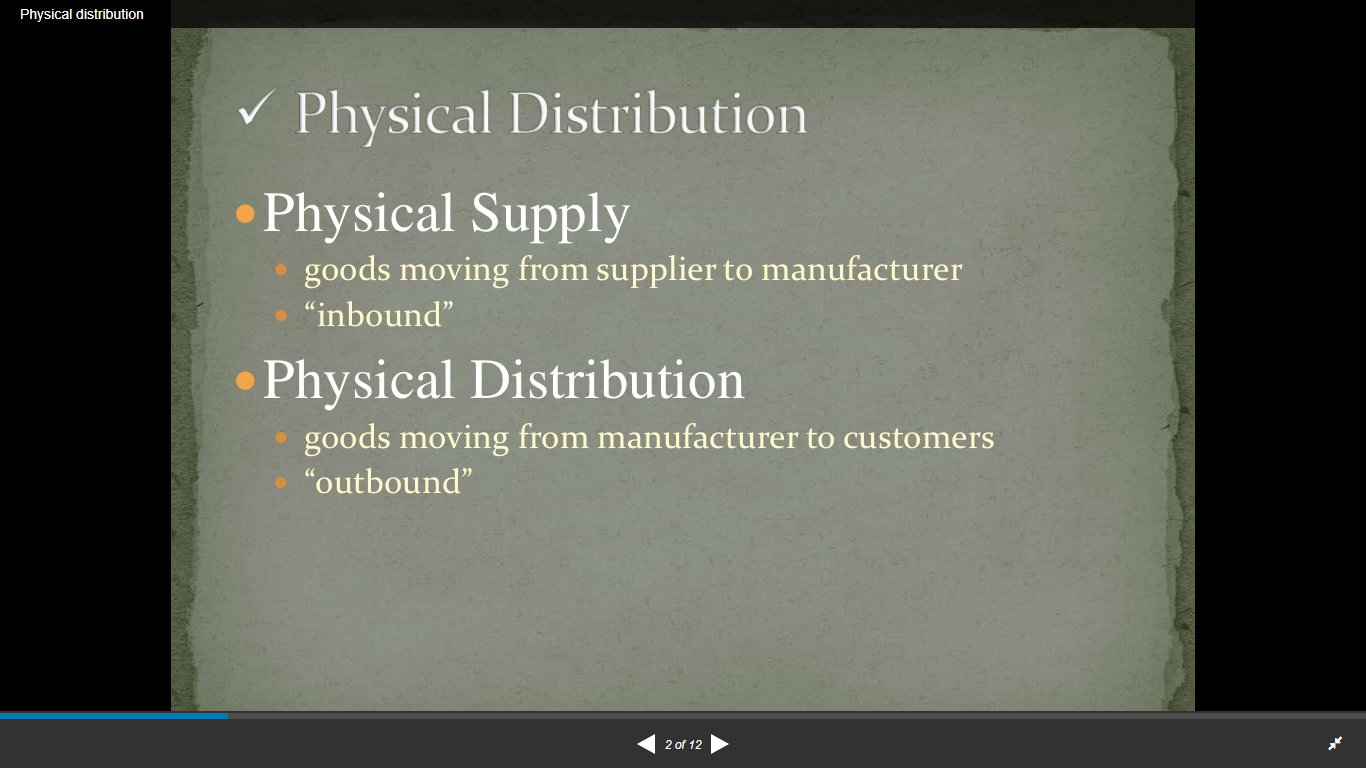 Physical distribution
✓ Physical Distribution
• Physical Supply
• goods moving from supplier to manufacturer
• “inbound”
• Physical Distribution
• goods moving from manufacturer to customers
• “outbound”
2 of 12